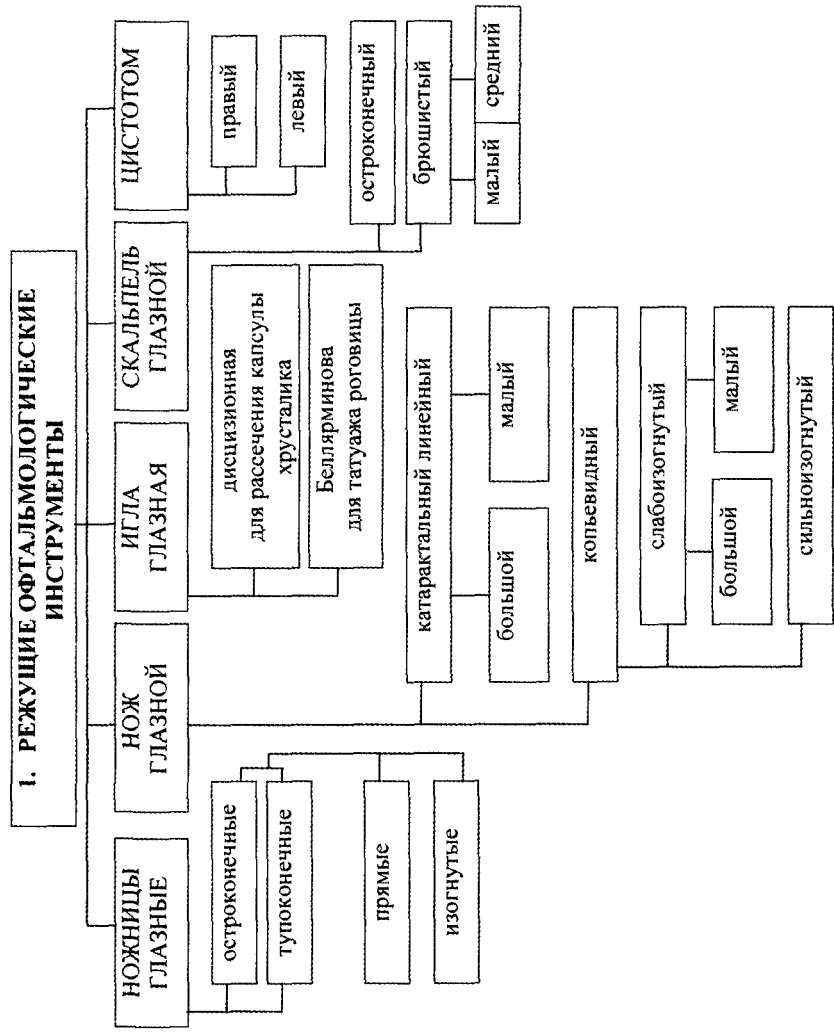 1. РЕЖУЩИЕ ОФТАЛЬМОЛОГИЧЕСКИЕ
ИНСТРУМЕНТЫ
НОЖНИЦЫ
ГЛАЗНЫЕ
остроконечные
тупоконечные
прямые
изогнутые
НОЖ
ГЛАЗНОЙ
катарактальный линейный
большой
малый
копьевидный
слабоизогнутый
большой
малый
сильноизогнутый
ИГЛА
ГЛАЗНАЯ
дисцизионная
для рассечения капсулы
хрусталика
Беллярминова
для татуажа роговицы
СКАЛЬПЕЛЬ
ГЛАЗНОЙ
остроконечный
брюшистый
малый
средний
ЦИСТОТОМ
правый
левый